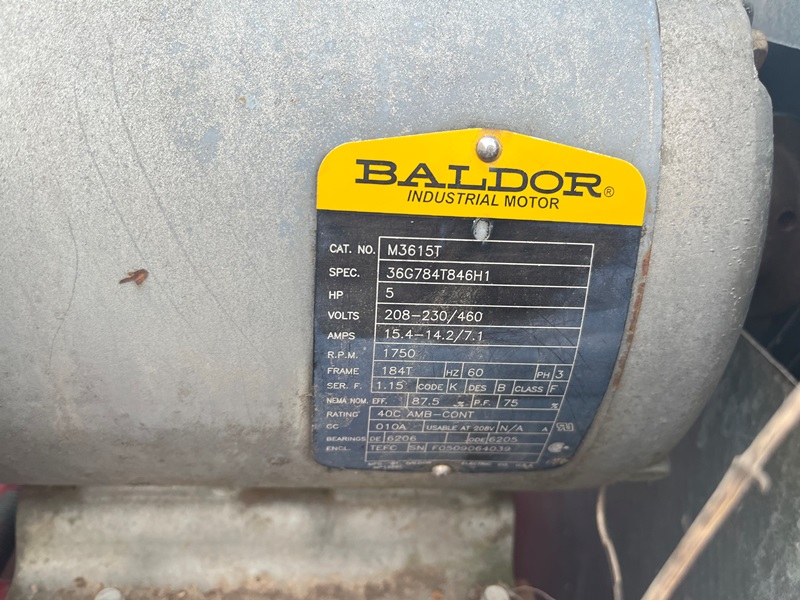 BALDOR®
INDUSTRIAL MOTOR
CAT. NO. M3615T
SPEC. 36G784T846H1
HP 5
VOLTS 208-230/460
AMPS 15.4-14.2/7.1
R.P.M. 1750
FRAME 184T HZ 60 PH 3
SER. F. 1.15 CODE K DES B CLASS F
NEMA NOM. EFF. 87.5 % P.F. 75 %
RATING 40C AMB-CONT
CC 010A USABLE AT 208V N/A A
BEARINGS DE 6206 ODE 6205
ENCL. TEFC SN F0509064039